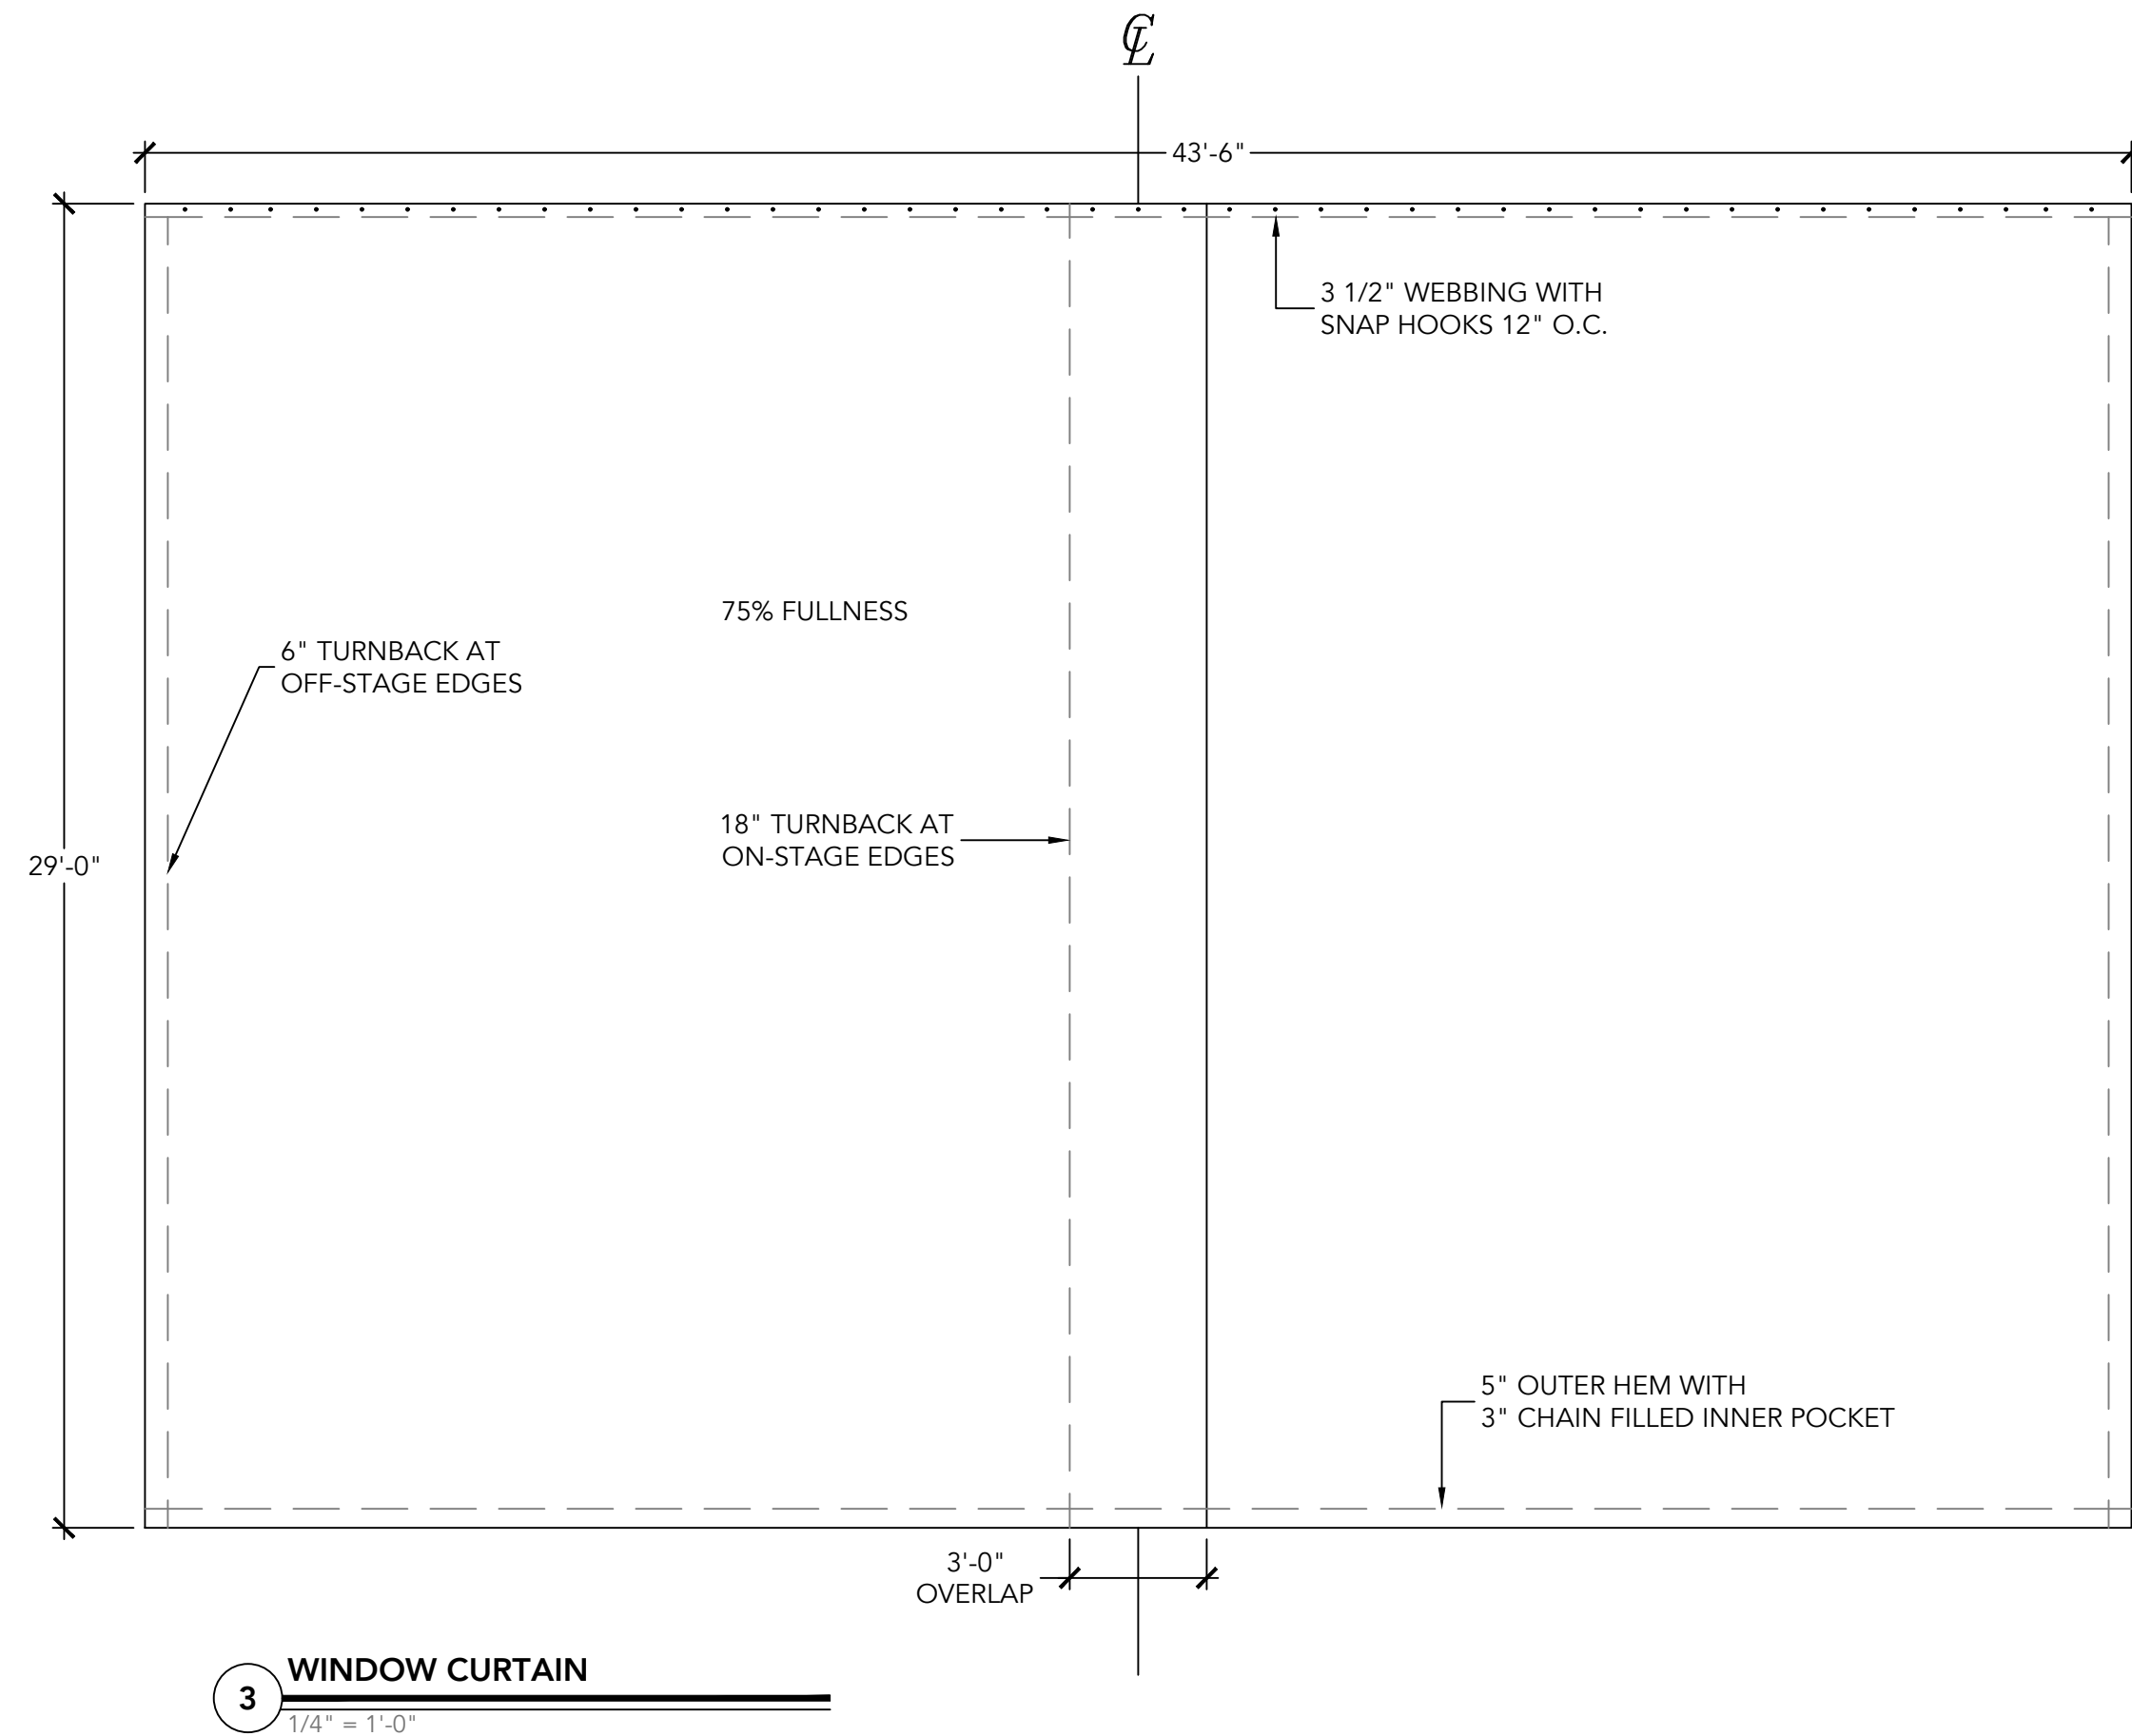 ℄
43'-6"
3 1/2" WEBBING WITH
SNAP HOOKS 12" O.C.
75% FULLNESS
6" TURNBACK AT
OFF-STAGE EDGES
18" TURNBACK AT
ON-STAGE EDGES
29'-0"
5" OUTER HEM WITH
3" CHAIN FILLED INNER POCKET
3'-0"
OVERLAP
3
WINDOW CURTAIN
1/4" = 1'-0"